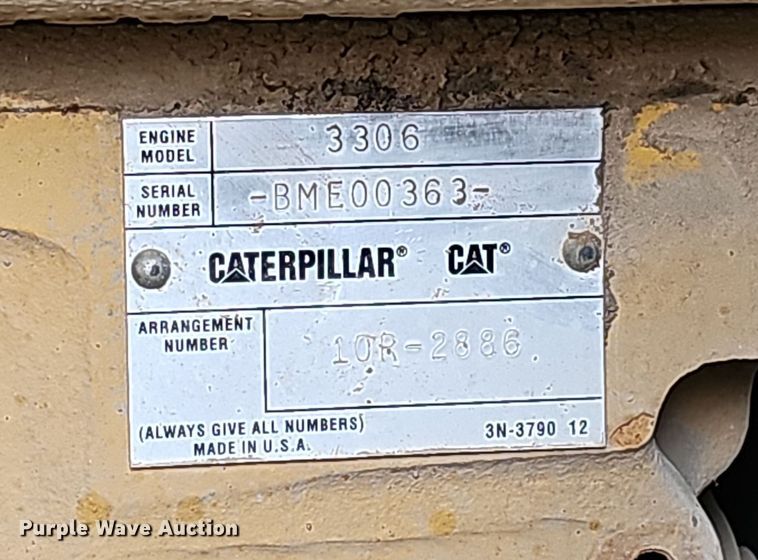 ENGINE MODEL 3306
SERIAL NUMBER -BME00363-
CATERPILLAR® CAT®
ARRANGEMENT NUMBER 10R-2886
(ALWAYS GIVE ALL NUMBERS) 3N-3790 12
MADE IN U.S.A.
Purple Wave Auction